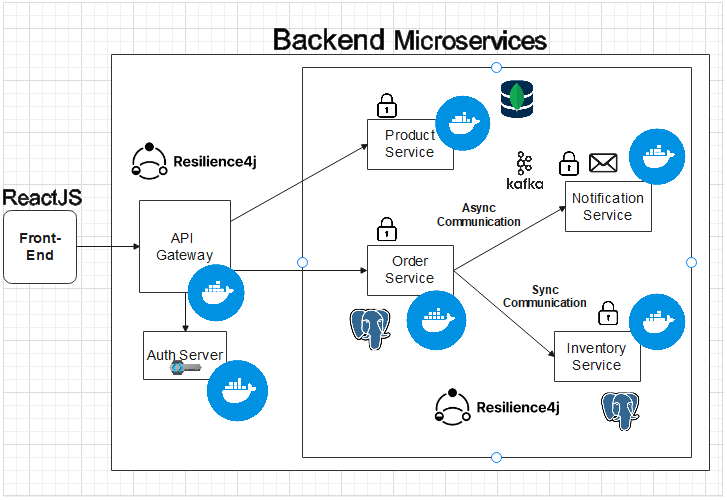 Backend Microservices
Resilience4j
Product
Service
kafka
ReactJS
Front-
End
API
Gateway
Async
Communication
Notification
Service
Order
Service
Sync
Communication
Auth Server
Inventory
Service
Resilience4j